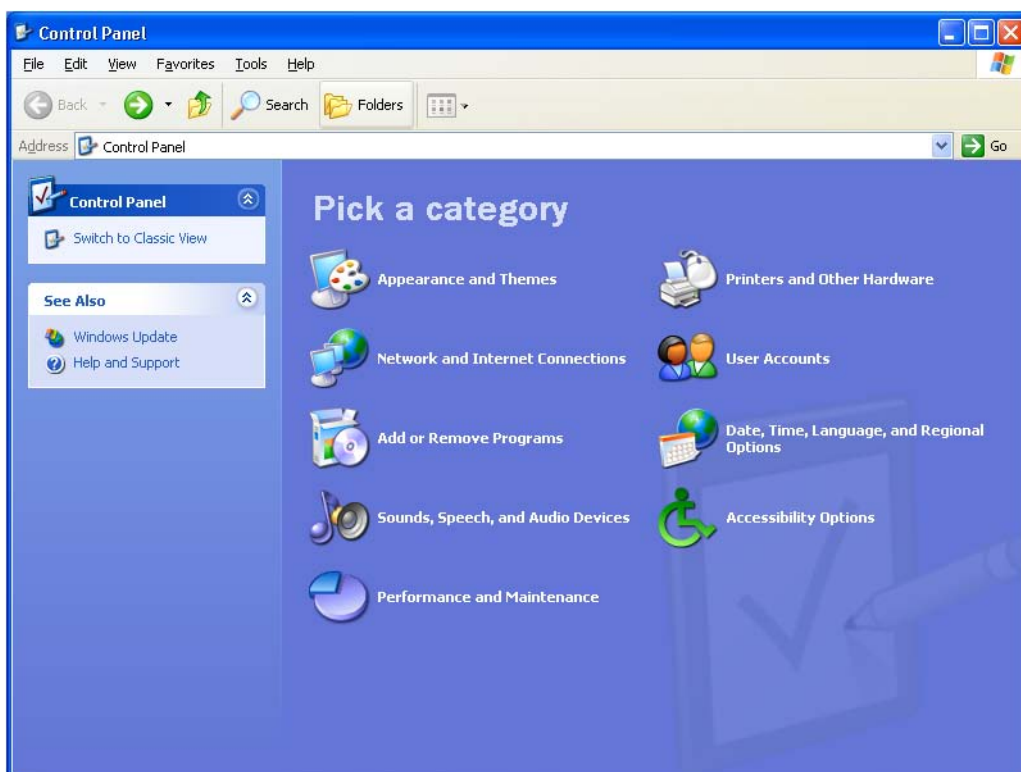 Control Panel
File Edit View Favorites Tools Help
Back Search Folders
Address Control Panel Go
Control Panel
Switch to Classic View
See Also
Windows Update
Help and Support
Pick a category
Appearance and Themes
Printers and Other Hardware
Network and Internet Connections
User Accounts
Add or Remove Programs
Date, Time, Language, and Regional
Options
Sounds, Speech, and Audio Devices
Accessibility Options
Performance and Maintenance